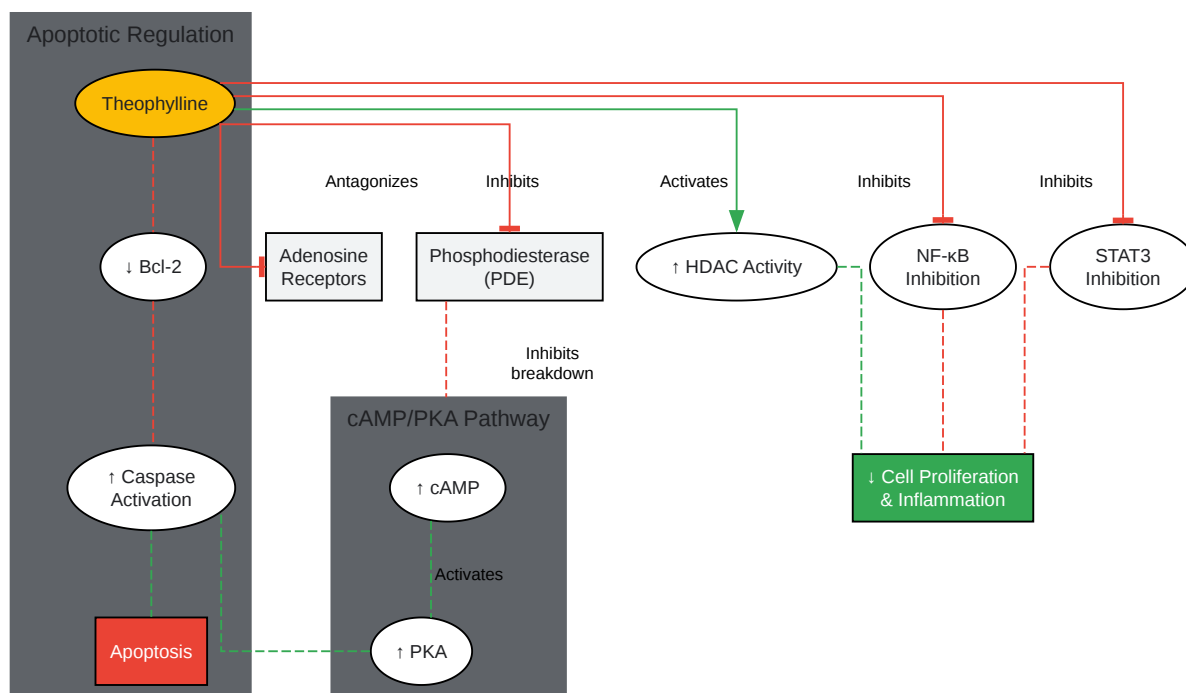 Apoptotic Regulation
Theophylline
Antagonizes
Inhibits
Activates
Inhibits
Inhibits
↓ Bcl-2
Adenosine
Receptors
Phosphodiesterase
(PDE)
↑ HDAC Activity
NF-κB
Inhibition
STAT3
Inhibition
Inhibits
breakdown
cAMP/PKA Pathway
↑ Caspase
Activation
↑ cAMP
↓ Cell Proliferation
& Inflammation
Activates
Apoptosis
↑ PKA